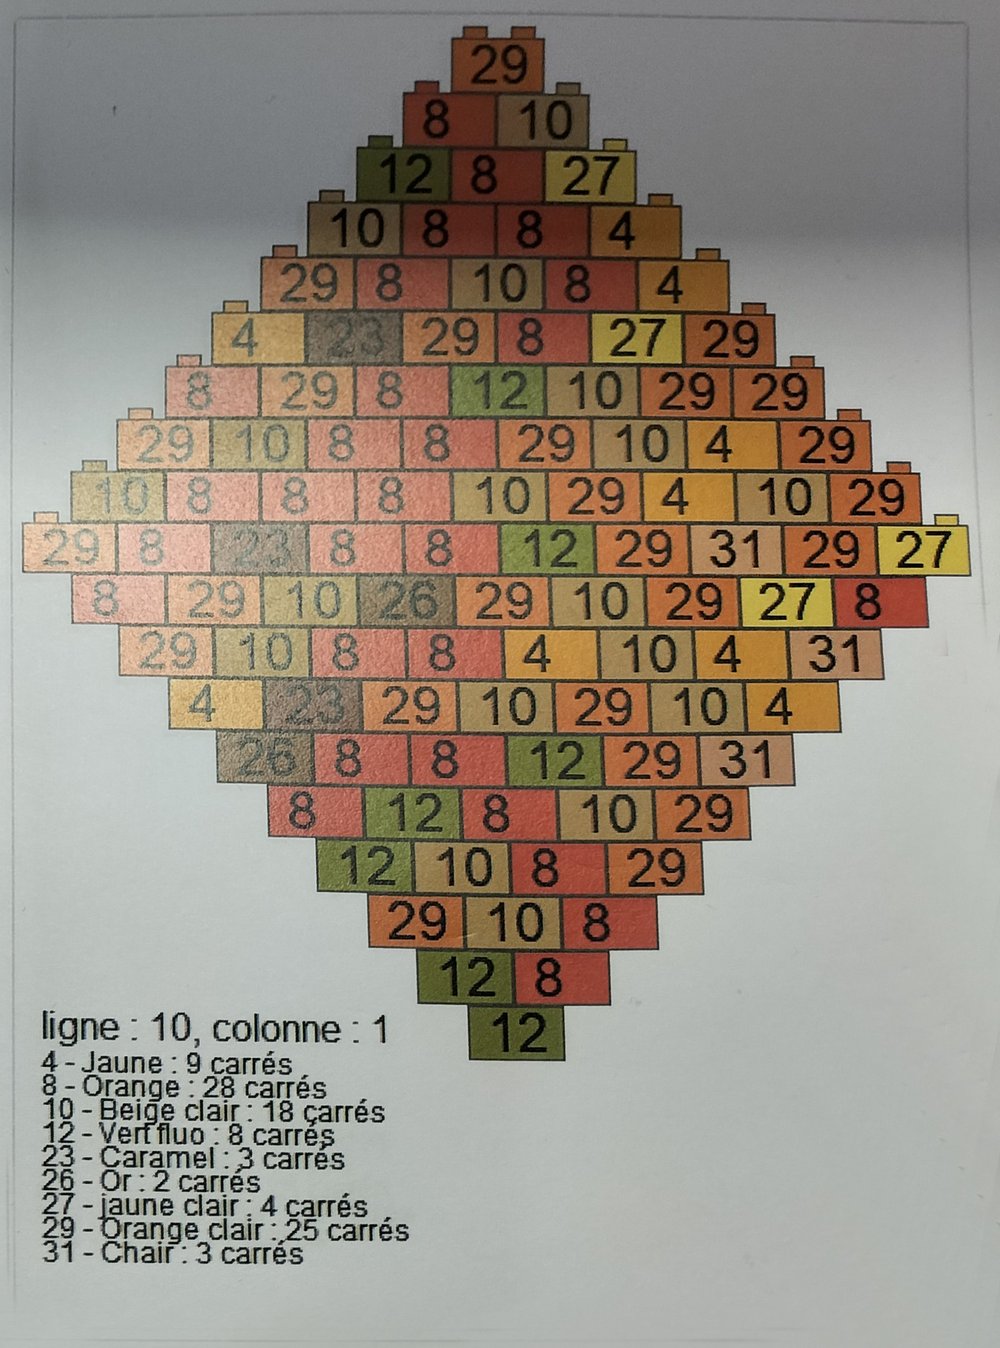 29
8 10
12 8 27
10 8 8 4
29 8 10 8 4
4 23 29 8 27 29
8 29 8 12 10 29 29
29 10 8 8 29 10 4 29
10 8 8 8 10 29 4 10 29
29 8 23 8 8 12 29 31 29 27
8 29 10 26 29 10 29 27 8
29 10 8 8 4 10 4 31
4 23 29 10 29 10 4
26 8 8 12 29 31
8 12 8 10 29
12 10 8 29
29 10 8
12 8
12
ligne : 10, colonne : 1
4 - Jaune : 9 carrés
8 - Orange : 28 carrés
10 - Beige clair : 18 carrés
12 - Vert fluo : 8 carrés
23 - Caramel : 3 carrés
26 - Or : 2 carrés
27 - jaune clair : 4 carrés
29 - Orange clair : 25 carrés
31 - Chair : 3 carrés